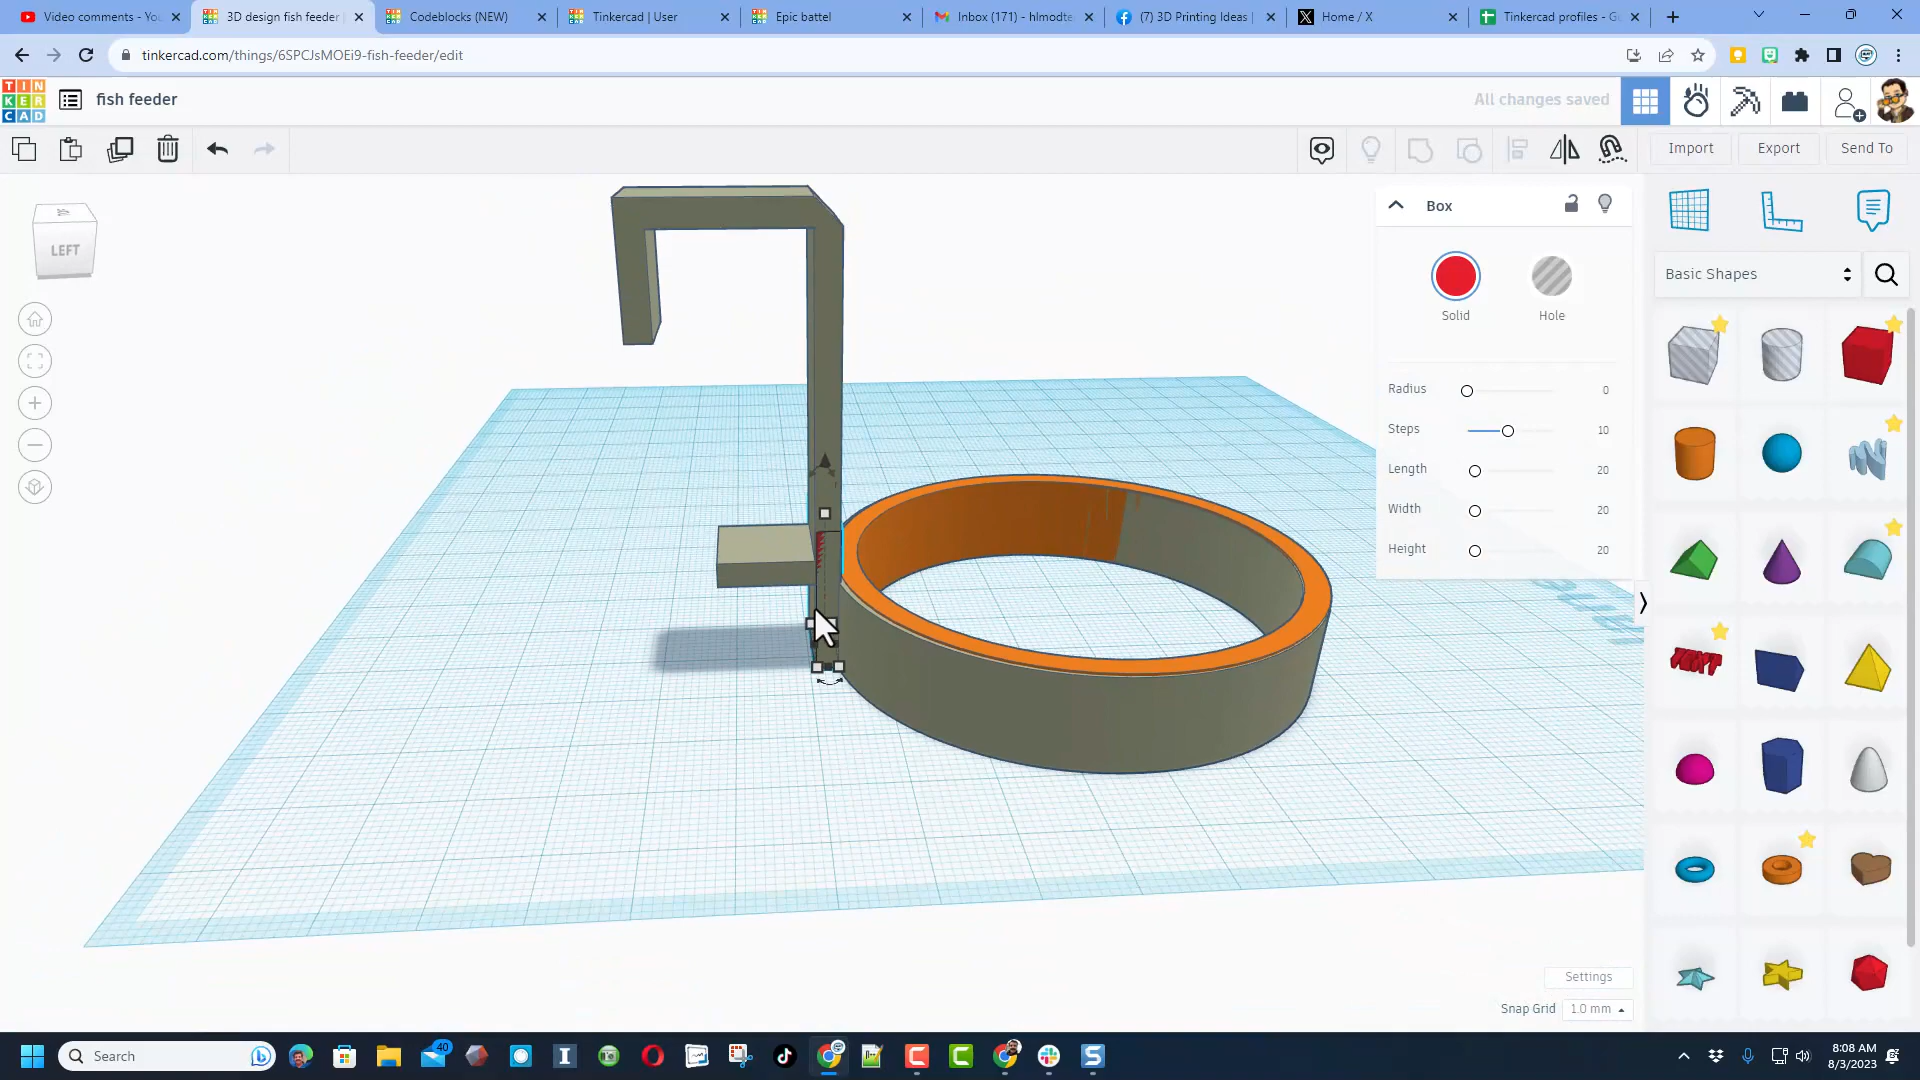 Video comments - You
3D design fish feeder |
Codeblocks (NEW)
Tinkercad | User
Epic battel
Inbox (171) - hlmodtec
(7) 3D Printing Ideas |
Home / X
Tinkercad profiles - Go
tinkercad.com/things/6SPCJsMOEi9-fish-feeder/edit
TIN
KER
CAD
fish feeder
All changes saved
Import
Export
Send To
LEFT
Box
Solid
Hole
Radius 0
Steps 10
Length 20
Width 20
Height 20
Basic Shapes
Settings
Snap Grid 1.0 mm
Search
40
8:08 AM
8/3/2023